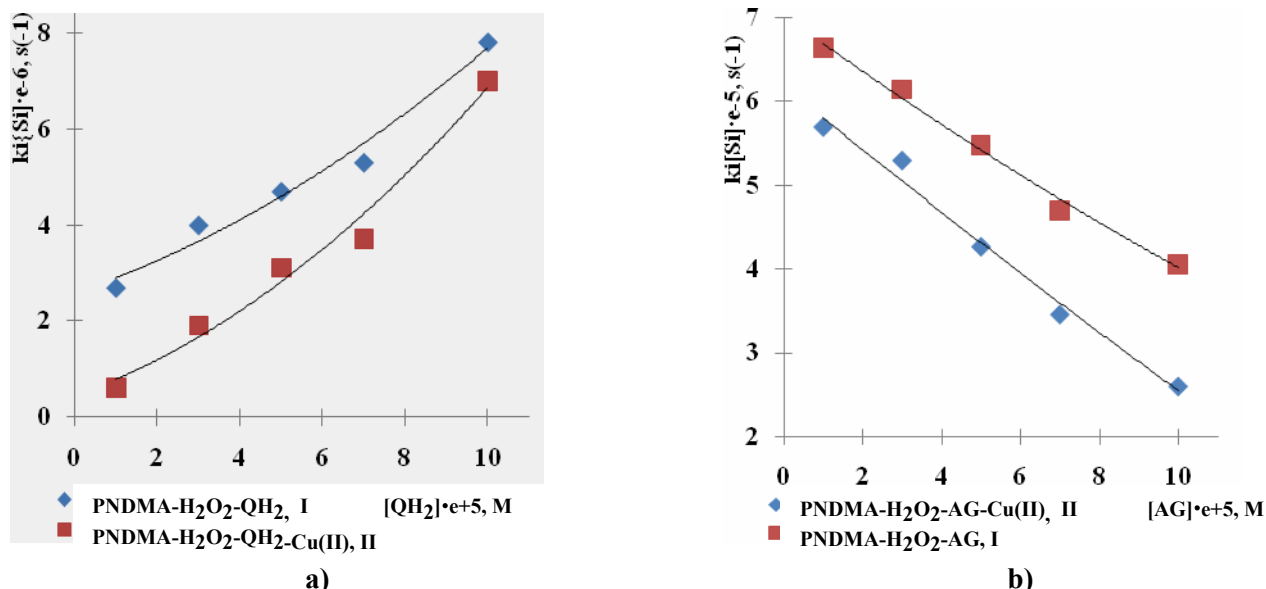 ki{Si]·e-6, s(-1)
8
6
4
2
0
0 2 4 6 8 10
PNDMA-H₂O₂-QH₂, I [QH₂]•e+5, M
PNDMA-H₂O₂-QH₂-Cu(II), II
a)
ki[Si]·e-5, s(-1)
7
6
5
4
3
2
0 2 4 6 8 10
PNDMA-H₂O₂-AG-Cu(II), II [AG]•e+5, M
PNDMA-H₂O₂-AG, I
b)